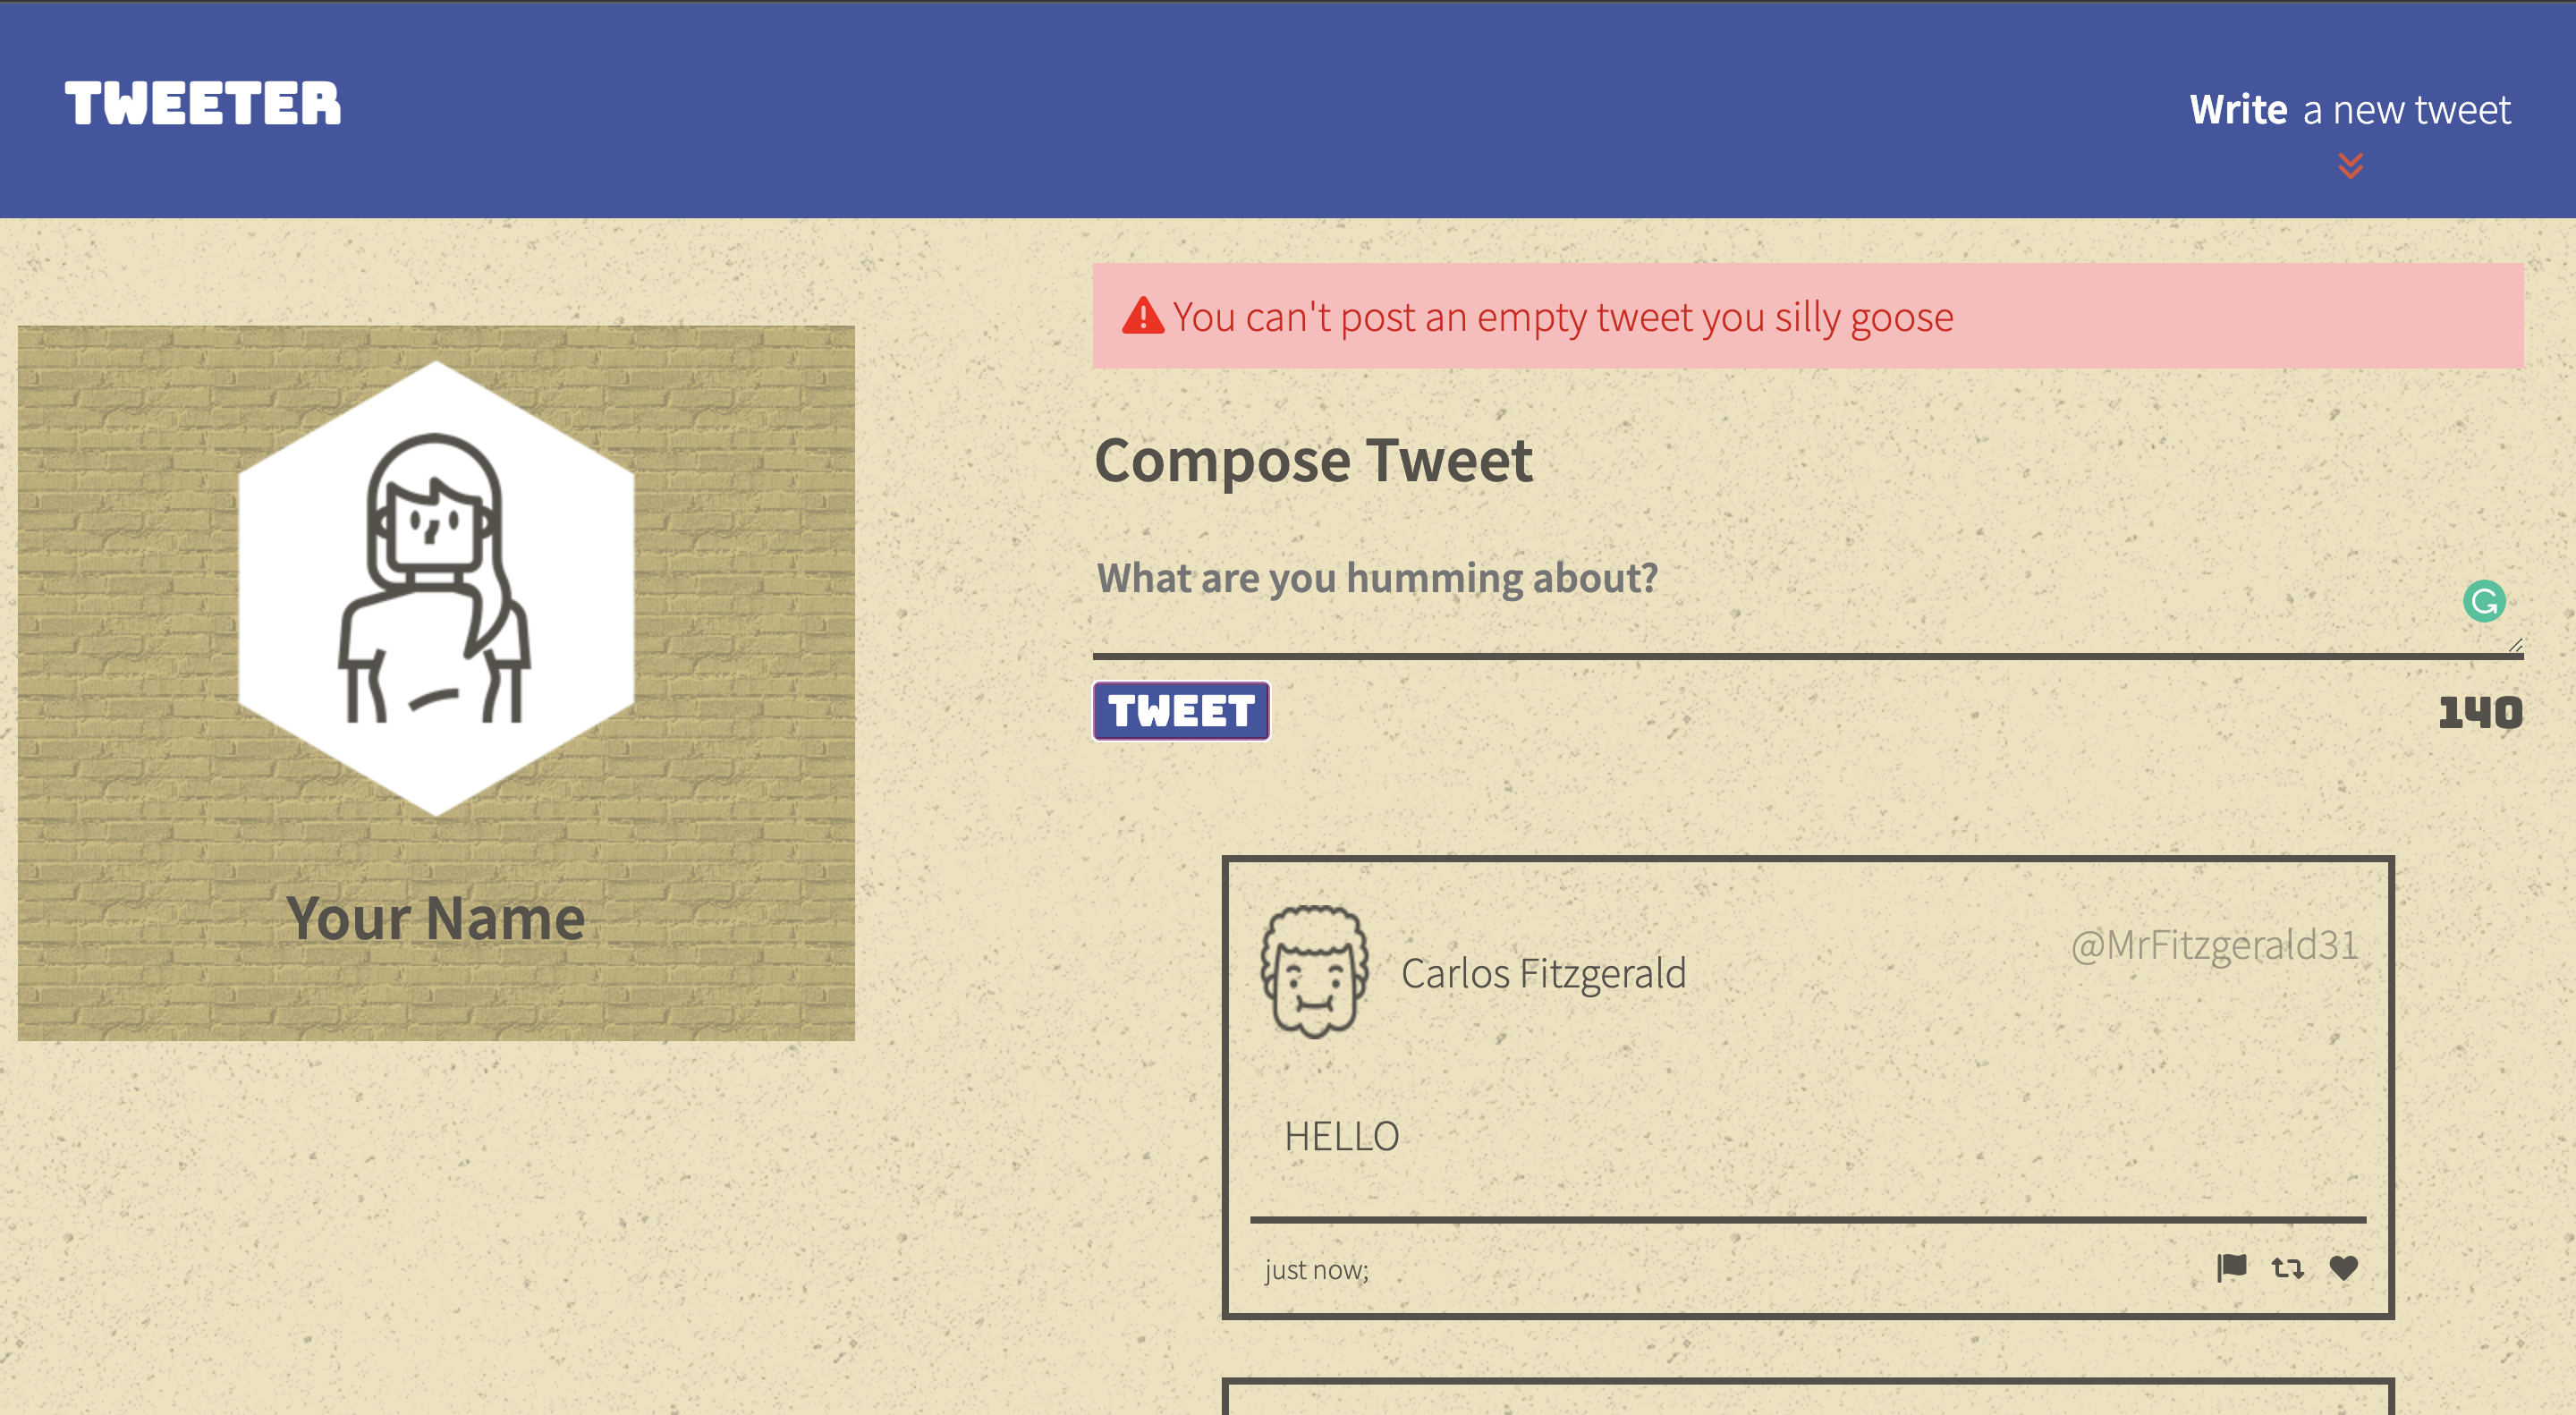 TWEETER
Write a new tweet
You can't post an empty tweet you silly goose
Compose Tweet
What are you humming about?
TWEET
140
Your Name
Carlos Fitzgerald
@MrFitzgerald31
HELLO
just now;